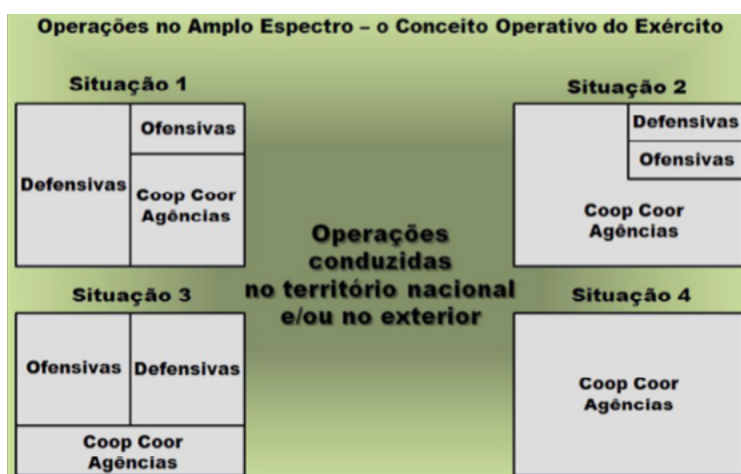 Operações no Amplo Espectro – o Conceito Operativo do Exército
Situação 1
Defensivas
Ofensivas
Coop Coor
Agências
Situação 2
Defensivas
Ofensivas
Coop Coor
Agências
Operações
conduzidas
no território nacional
e/ou no exterior
Situação 3
Ofensivas
Defensivas
Coop Coor
Agências
Situação 4
Coop Coor
Agências